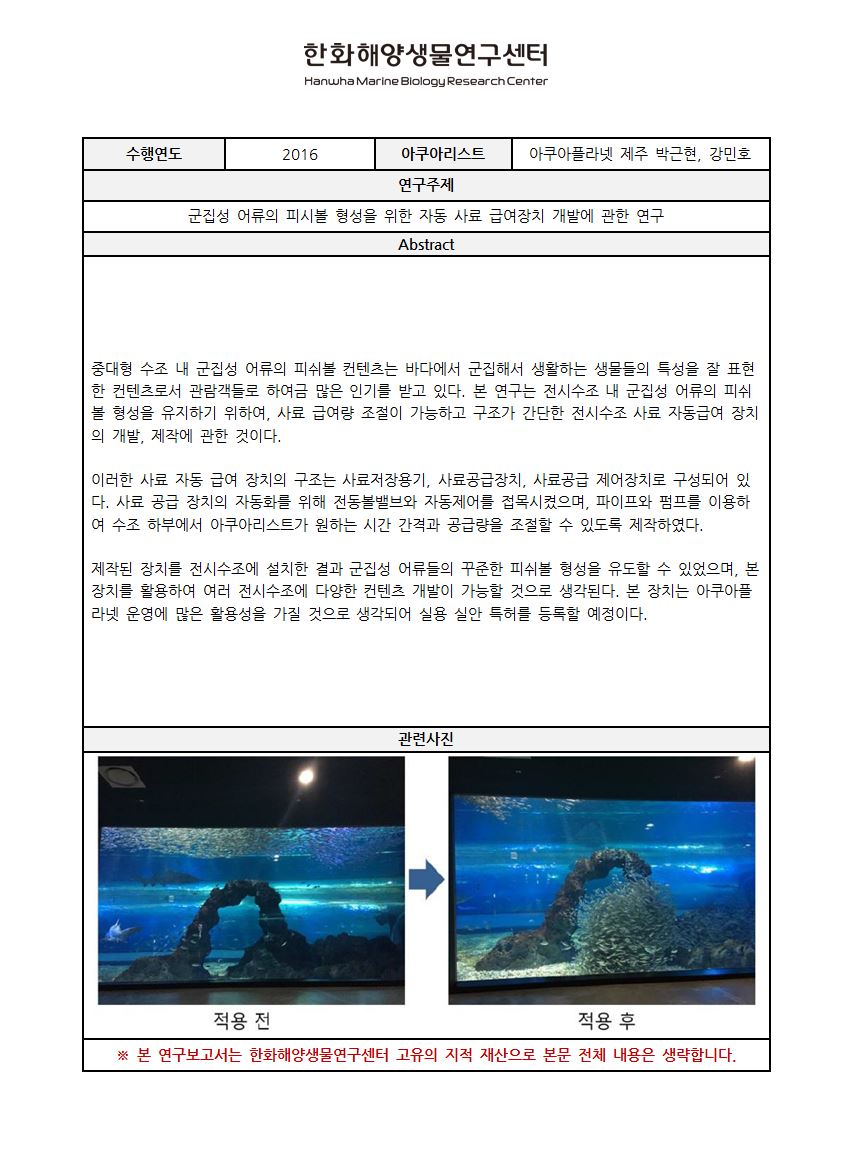 한화해양생물연구센터
Hanwha Marine Biology Research Center
수행연도 2016 아쿠아리스트 아쿠아플라넷 제주 박근현, 강민호
연구주제
군집성 어류의 피시볼 형성을 위한 자동 사료 급여장치 개발에 관한 연구
Abstract
중대형 수조 내 군집성 어류의 피쉬볼 컨텐츠는 바다에서 군집해서 생활하는 생물들의 특성을 잘 표현
한 컨텐츠로서 관람객들로 하여금 많은 인기를 받고 있다. 본 연구는 전시수조 내 군집성 어류의 피쉬
볼 형성을 유지하기 위하여, 사료 급여량 조절이 가능하고 구조가 간단한 전시수조 사료 자동급여 장치
의 개발, 제작에 관한 것이다.
이러한 사료 자동 급여 장치의 구조는 사료저장용기, 사료공급장치, 사료공급 제어장치로 구성되어 있
다. 사료 공급 장치의 자동화를 위해 전동볼밸브와 자동제어를 접목시켰으며, 파이프와 펌프를 이용하
여 수조 하부에서 아쿠아리스트가 원하는 시간 간격과 공급량을 조절할 수 있도록 제작하였다.
제작된 장치를 전시수조에 설치한 결과 군집성 어류들의 꾸준한 피쉬볼 형성을 유도할 수 있었으며, 본
장치를 활용하여 여러 전시수조에 다양한 컨텐츠 개발이 가능할 것으로 생각된다. 본 장치는 아쿠아플
라넷 운영에 많은 활용성을 가질 것으로 생각되어 실용 실안 특허를 등록할 예정이다.
관련사진
적용 전 적용 후
※ 본 연구보고서는 한화해양생물연구센터 고유의 지적 재산으로 본문 전체 내용은 생략합니다.